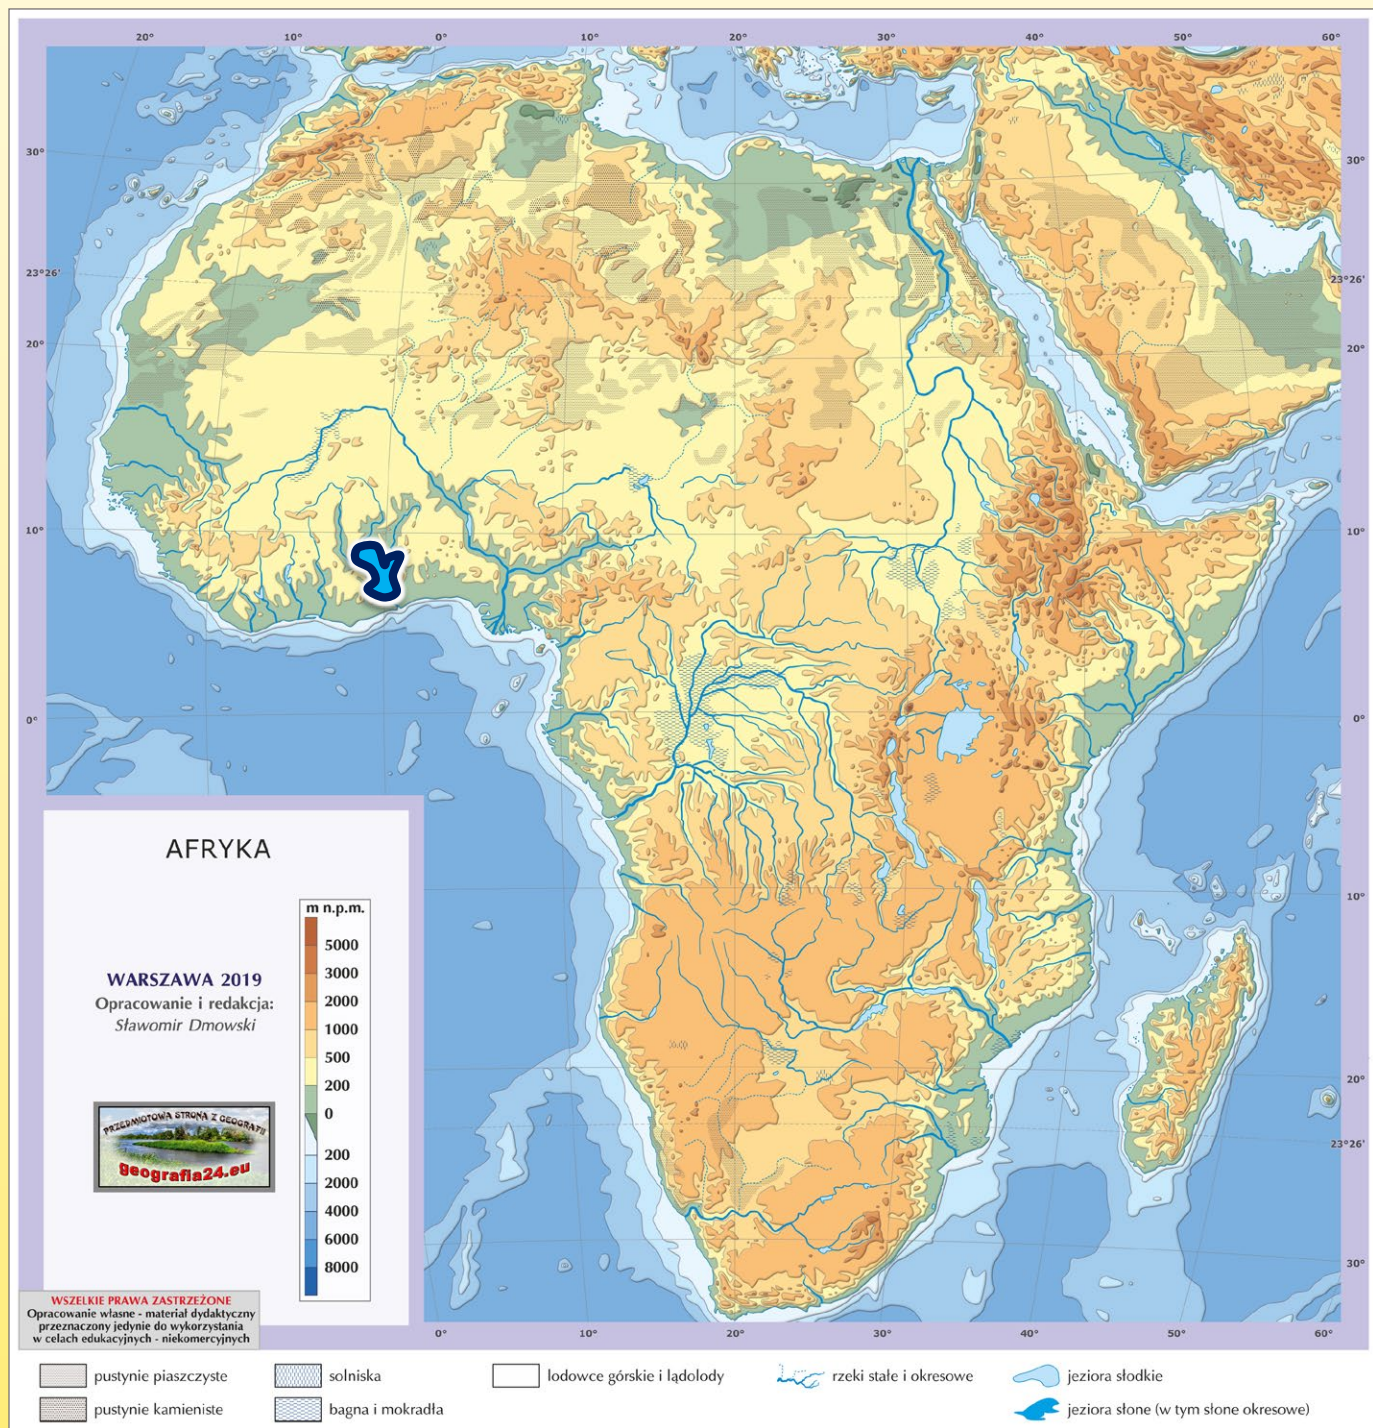 20° 10° 0° 10° 20° 30° 40° 50° 60°
30° 30°
23°26' 23°26'
20° 20°
10° 10°
0° 0°
10°
20°
23°26'
30°
0° 10° 20° 30° 40° 50° 60°
AFRYKA
WARSZAWA 2019
Opracowanie i redakcja:
Sławomir Dmowski
PRZEDMIOTOWA STRONA Z GEOGRAFII
geografia24.eu
m n.p.m.
5000
3000
2000
1000
500
200
0
200
2000
4000
6000
8000
WSZELKIE PRAWA ZASTRZEŻONE
Opracowanie własne - materiał dydaktyczny
przeznaczony jedynie do wykorzystania
w celach edukacyjnych - niekomercyjnych
pustynie piaszczyste solniska lodowce górskie i lądolody rzeki stałe i okresowe jeziora słodkie
pustynie kamieniste bagna i mokradła jeziora słone (w tym słone okresowe)